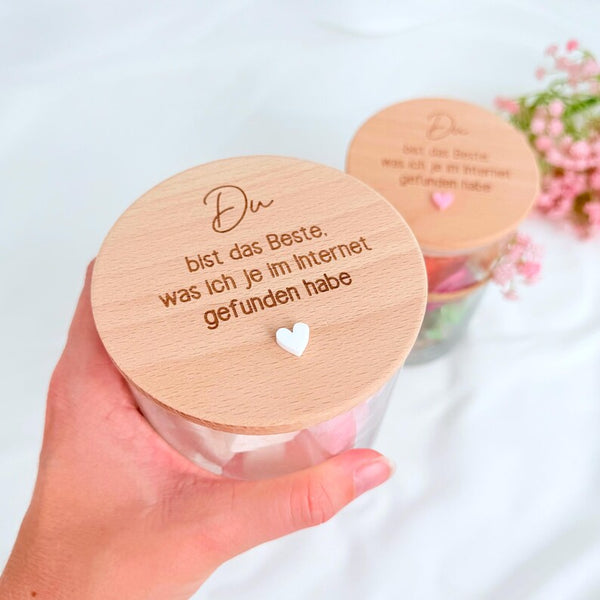 Du
bist das Beste,
was ich je im Internet
gefunden habe
Du
bist das Beste,
was ich je im Internet
gefunden habe